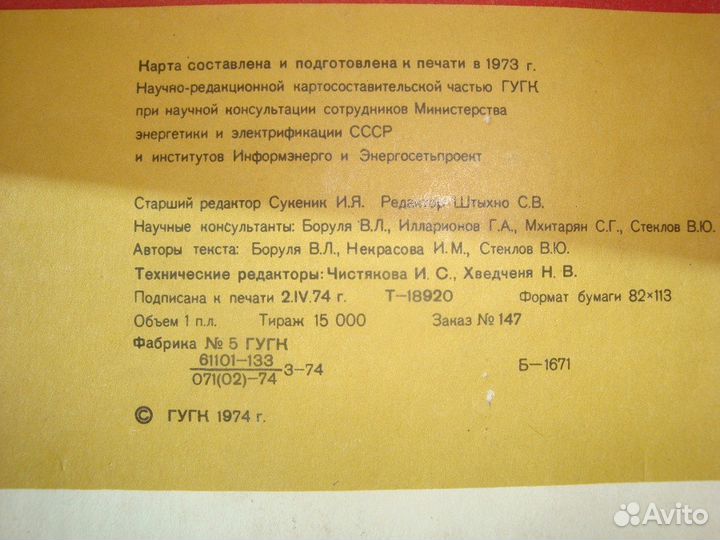 Карта составлена и подготовлена к печати в 1973 г.
Научно-редакционной картосоставительской частью ГУГК
при научной консультации сотрудников Министерства
энергетики и электрификации СССР
и институтов Информэнерго и Энергосетьпроект
Старший редактор Сукеник И.Я. Редактор Штыхно С.В.
Научные консультанты: Боруля В.Л., Илларионов Г.А., Мхитарян С.Г., Стеклов В.Ю.
Авторы текста: Боруля В.Л., Некрасова И.М., Стеклов В.Ю.
Технические редакторы: Чистякова И. С., Хведченя Н. В.
Подписана к печати 2.IV.74 г. Т-18920 Формат бумаги 82×113
Объем 1 п.л. Тираж 15 000 Заказ № 147
Фабрика № 5 ГУГК
61101-133
071(02)-74 3-74 Б-1671
© ГУГК 1974 г.
Avito